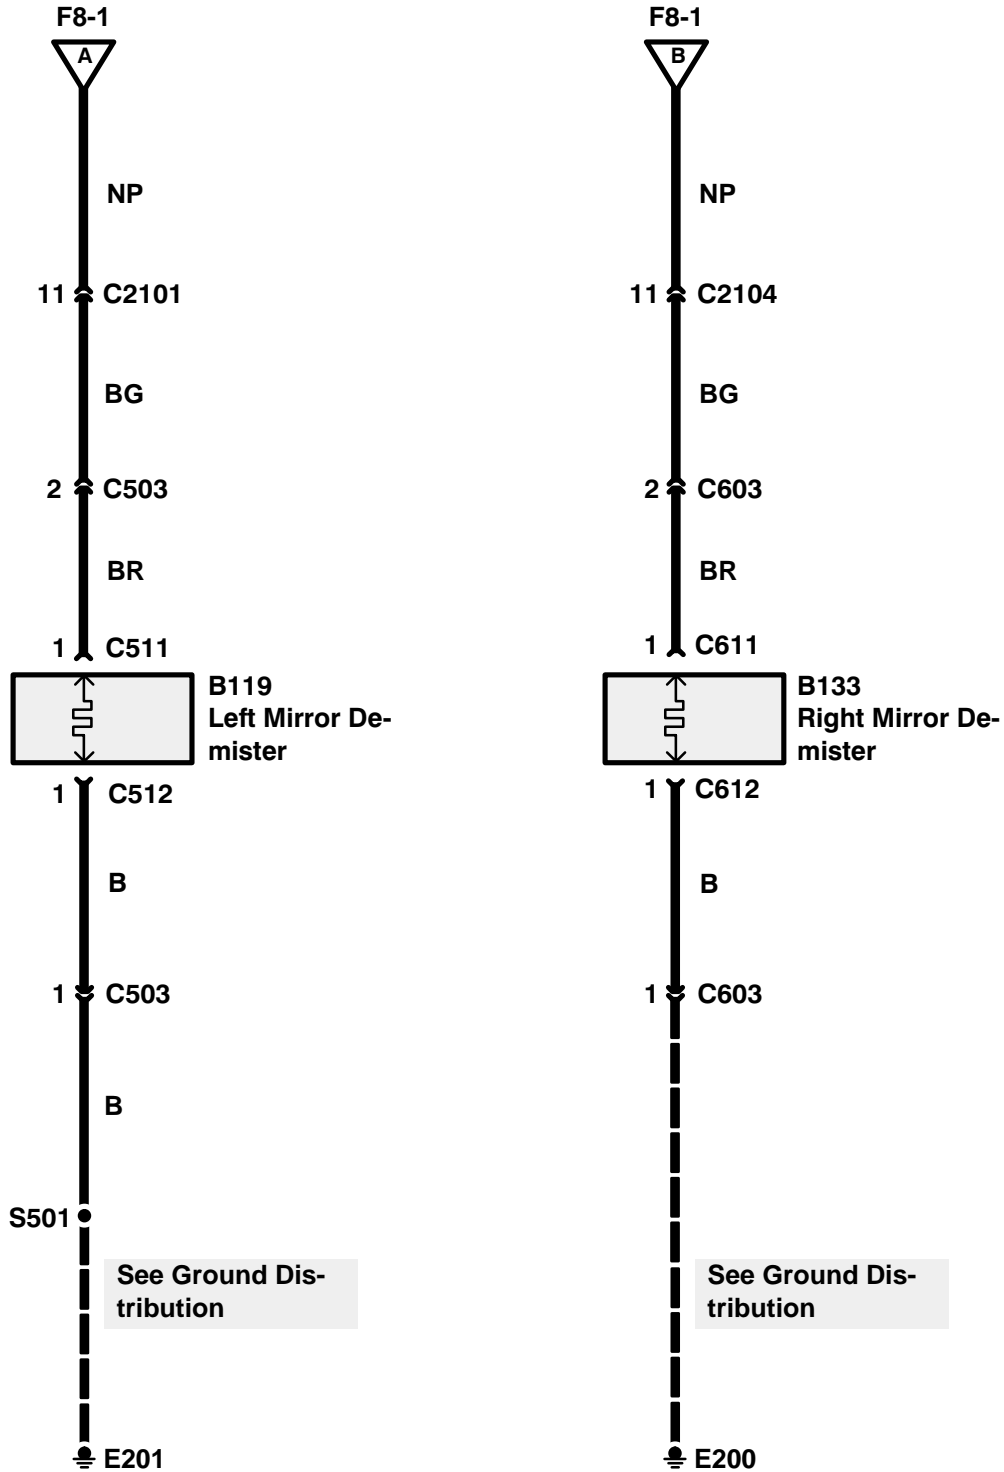 F8-1
A
NP
11 C2101
BG
2 C503
BR
1 C511
B119
Left Mirror De-
mister
1 C512
B
1 C503
B
S501
See Ground Dis-
tribution
E201
F8-1
B
NP
11 C2104
BG
2 C603
BR
1 C611
B133
Right Mirror De-
mister
1 C612
B
1 C603
See Ground Dis-
tribution
E200